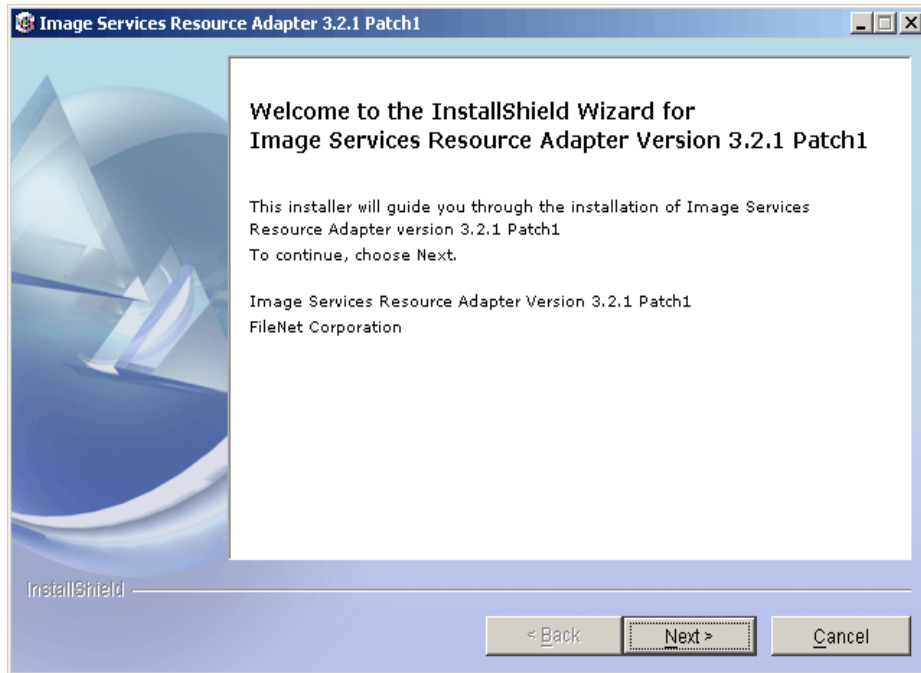 Image Services Resource Adapter 3.2.1 Patch1
Welcome to the InstallShield Wizard for
Image Services Resource Adapter Version 3.2.1 Patch1
This installer will guide you through the installation of Image Services
Resource Adapter version 3.2.1 Patch1
To continue, choose Next.
Image Services Resource Adapter Version 3.2.1 Patch1
FileNet Corporation
InstallShield
< Back Next > Cancel